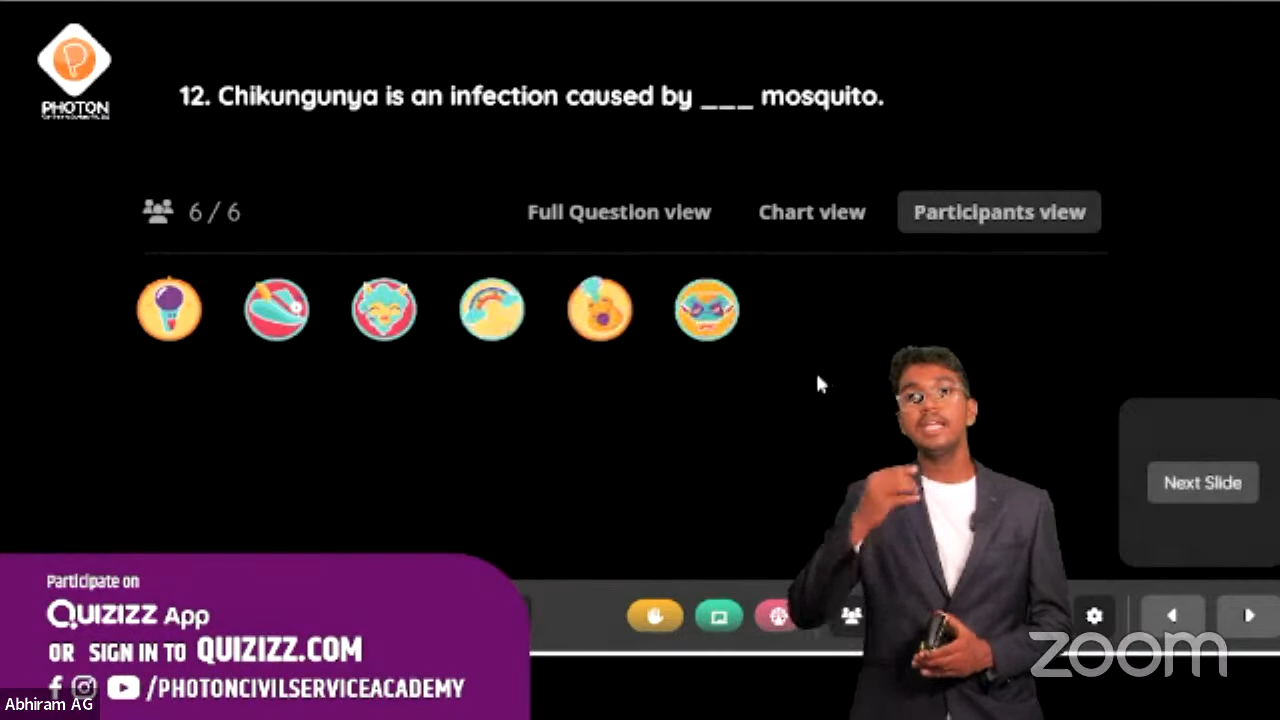 12. Chikungunya is an infection caused by ___ mosquito.
PHOTON
6 / 6
Full Question view
Chart view
Participants view
Next Slide
Participate on
QUIZIZZ App
OR SIGN IN TO QUIZIZZ.COM
/PHOTONCIVILSERVICEACADEMY
Abhiram AG
zoom